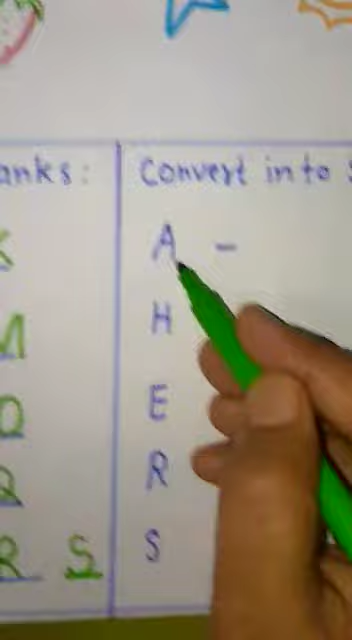 anks: Convert into
A -
H
E
R
R S S